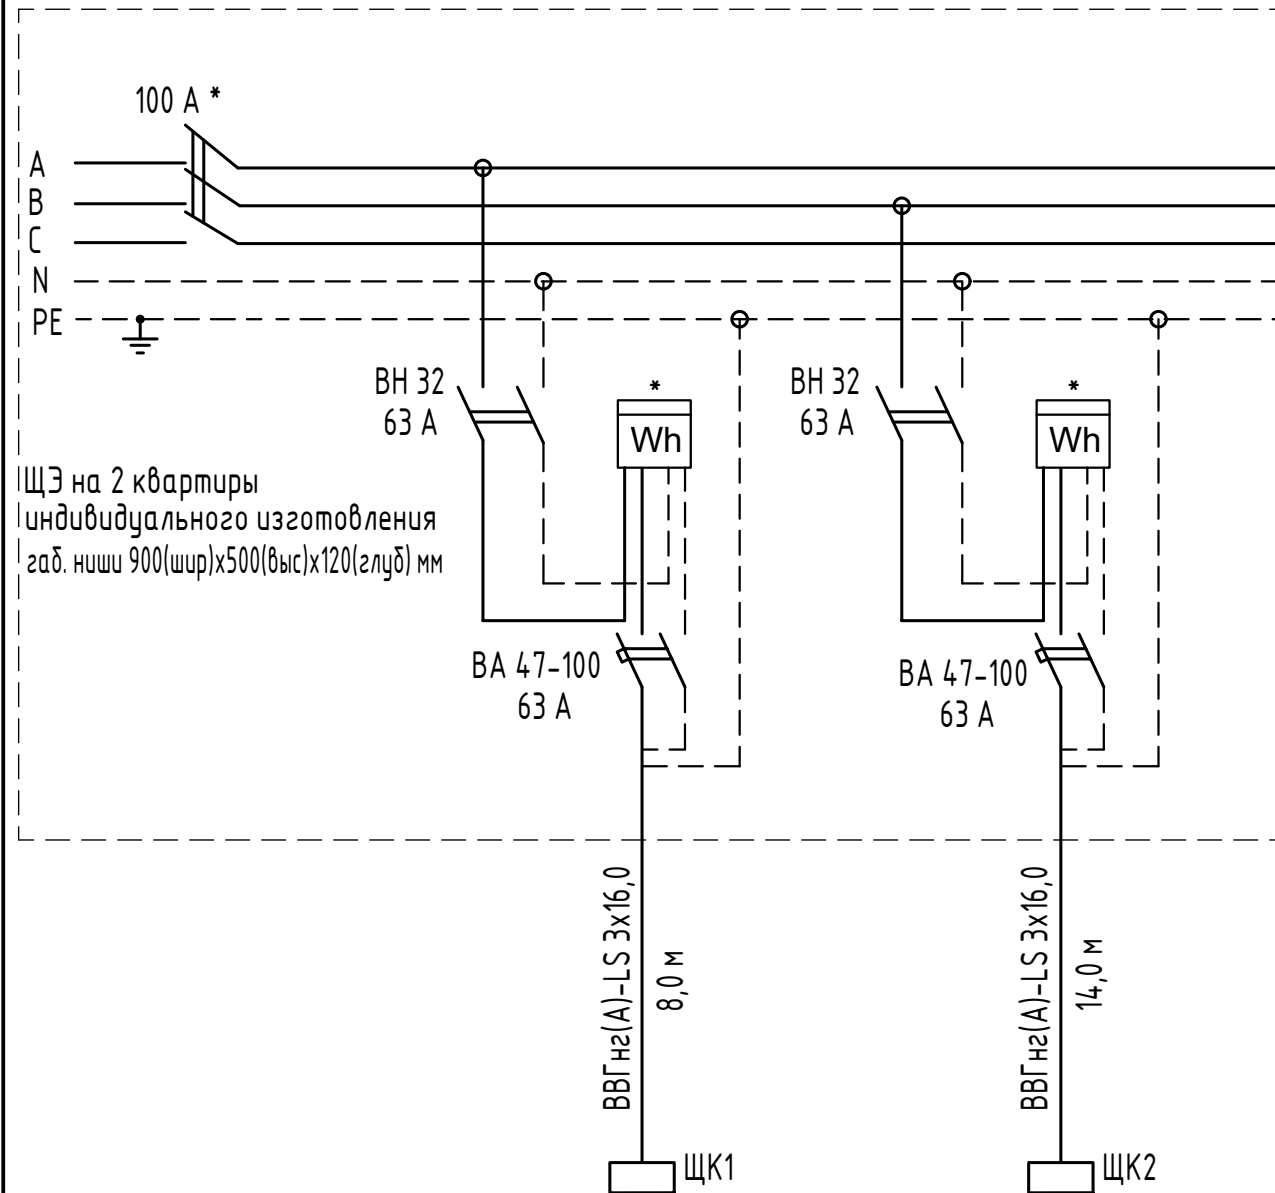 100 А *
A
B
C
N
PE
ВН 32
63 А
*
Wh
ВН 32
63 А
*
Wh
ЩЭ на 2 квартиры
индивидуального изготовления
габ. ниши 900(шир)х500(выс)х120(глуб) мм
ВА 47-100
63 А
ВА 47-100
63 А
ВВГнг(А)-LS 3х16,0
8,0 м
ВВГнг(А)-LS 3х16,0
14,0 м
ЩК1
ЩК2